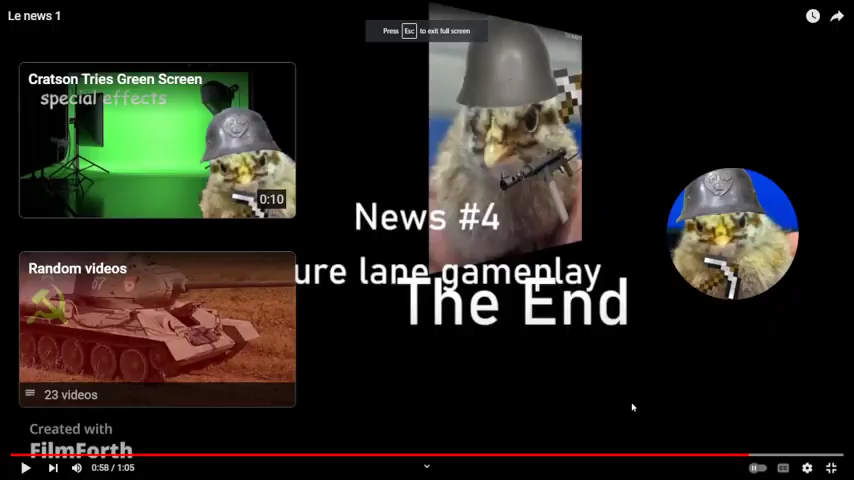 Le news 1
Press Esc to exit full screen
Cratson Tries Green Screen
special effects
0:10
News #4
ure lane gameplay
The End
Random videos
67
23 videos
Created with
FilmForth
0:58 / 1:05